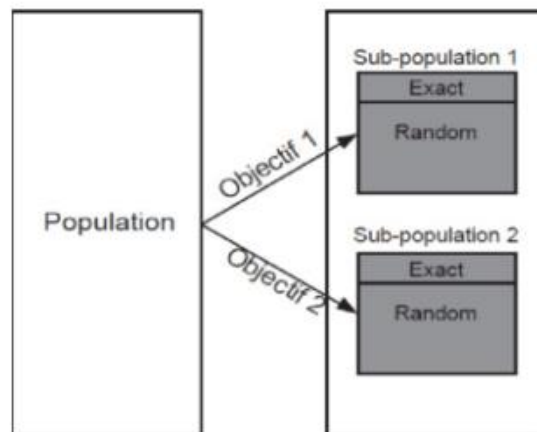 Population
Objectif 1
Objectif 2
Sub-population 1
Exact
Random
Sub-population 2
Exact
Random